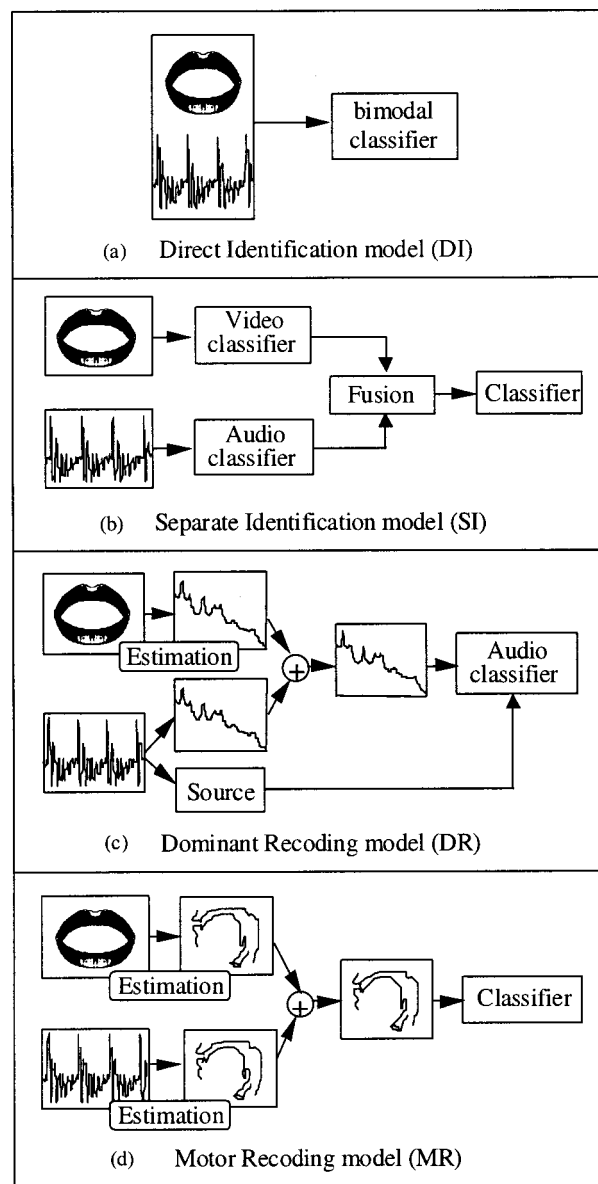 bimodal
classifier
(a) Direct Identification model (DI)
Video
classifier
Fusion
Classifier
Audio
classifier
(b) Separate Identification model (SI)
Estimation
+
Audio
classifier
Source
(c) Dominant Recoding model (DR)
Estimation
+
Classifier
Estimation
(d) Motor Recoding model (MR)